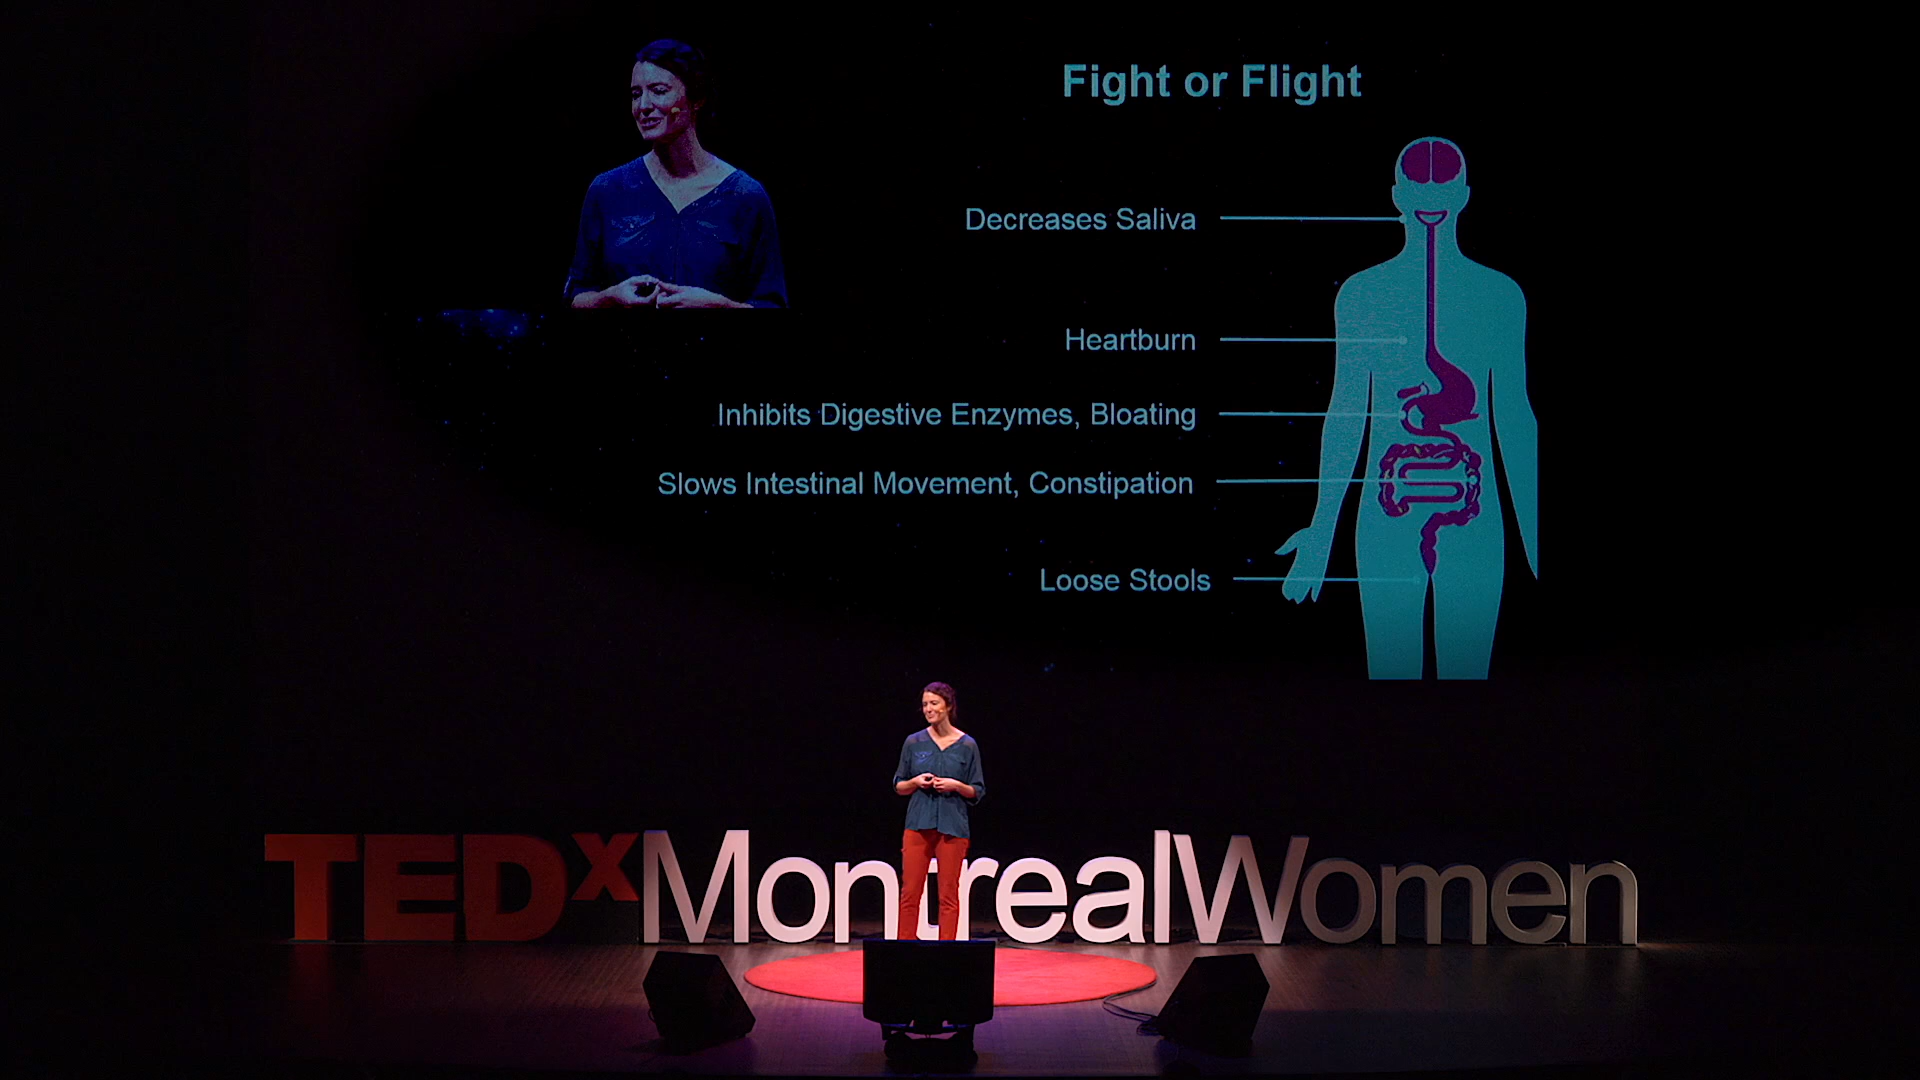 Fight or Flight
Decreases Saliva
Heartburn
Inhibits Digestive Enzymes, Bloating
Slows Intestinal Movement, Constipation
Loose Stools
TEDxMontrealWomen